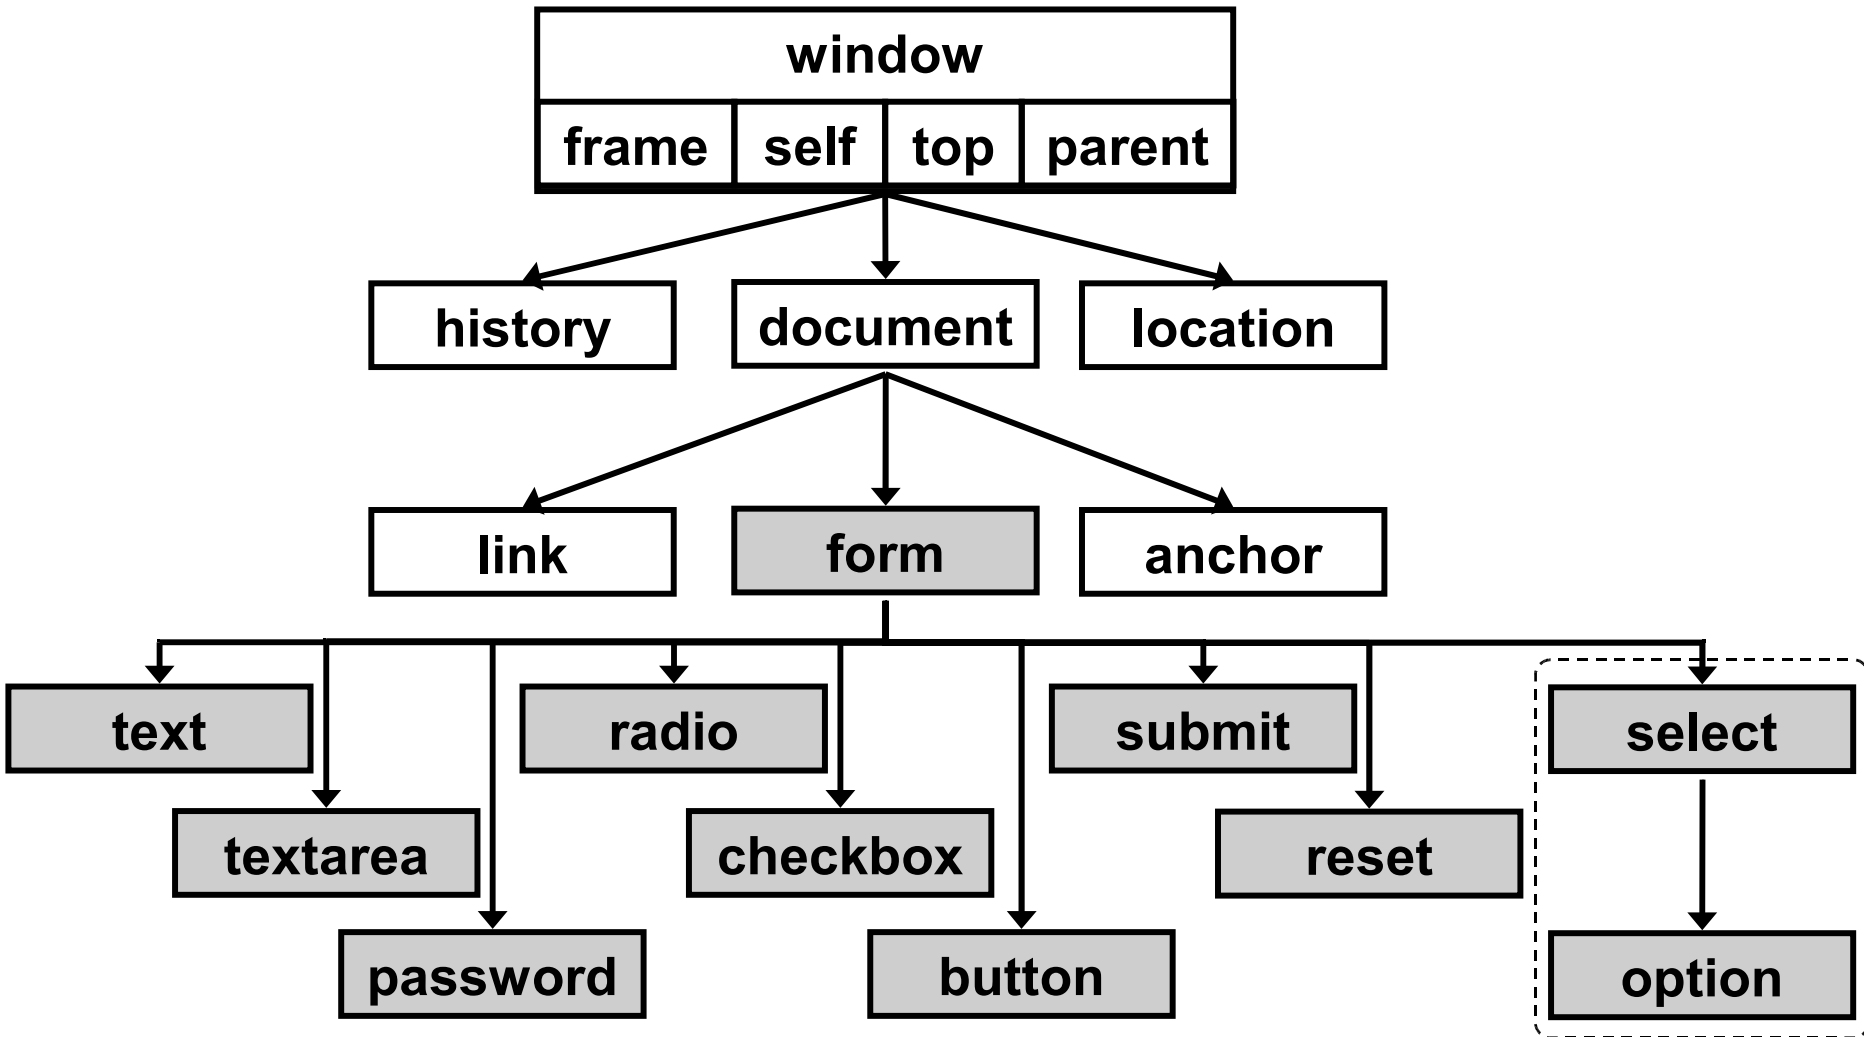 window
frame self top parent
history document location
link form anchor
text radio submit select
textarea checkbox reset
password button option